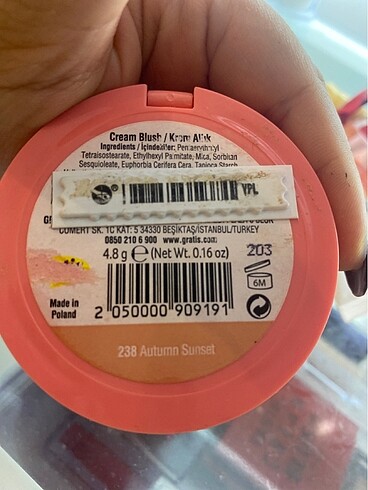 Cream Blush / Krem Allık
Ingredients / İçindekiler: Pentaerythrityl
Tetraisostearate, Ethylhexyl Palmitate, Mica, Sorbitan
Sesquioleate, Euphorbia Cerifera Cera, Tapioca Starch
VPL
CÖMERT SK. 1C KAT: 5 34330 BEŞİKTAŞ/İSTANBUL/TURKEY
0850 210 6 900 www.gratis.com
4.8 g e (Net Wt. 0.16 oz)
203
6M
Made in
Poland
2 050000 909191
238 Autumn Sunset